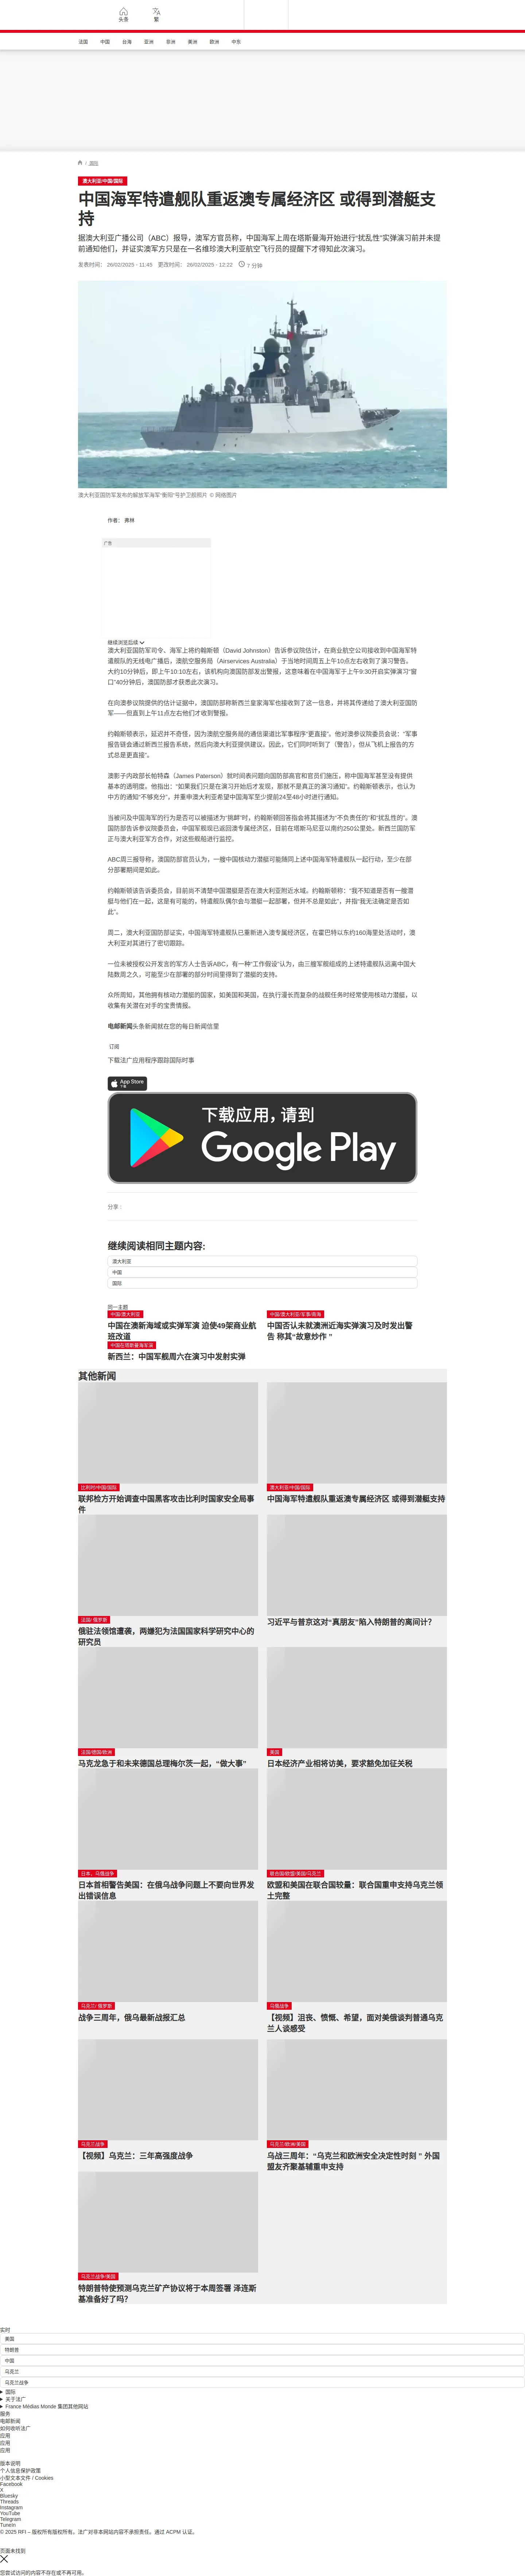 头条
繁
法国
中国
台海
亚洲
非洲
美洲
欧洲
中东
/ 国际
澳大利亚/中国/国际
中国海军特遣舰队重返澳专属经济区 或得到潜艇支
持
据澳大利亚广播公司（ABC）报导，澳军方官员称，中国海军上周在塔斯曼海开始进行“扰乱性”实弹演习前并未提
前通知他们，并证实澳军方只是在一名维珍澳大利亚航空飞行员的提醒下才得知此次演习。
发表时间： 26/02/2025 - 11:45 更改时间： 26/02/2025 - 12:22 7 分钟
澳大利亚国防军发布的解放军海军“衡阳”号护卫舰照片 © 网络图片
作者： 弗林
广告
继续浏览后续
澳大利亚国防军司令、海军上将约翰斯顿（David Johnston）告诉参议院估计，在商业航空公司接收到中国海军特
遣舰队的无线电广播后，澳航空服务局（Airservices Australia）于当地时间周五上午10点左右收到了演习警告。
大约10分钟后，即上午10:10左右，该机构向澳国防部发出警报，这意味着在中国海军于上午9:30开启实弹演习“窗
口”40分钟后，澳国防部才获悉此次演习。
在向澳参议院提供的估计证据中，澳国防部称新西兰皇家海军也接收到了这一信息，并将其传递给了澳大利亚国防
军——但直到上午11点左右他们才收到警报。
约翰斯顿表示，延迟并不奇怪，因为澳航空服务局的通信渠道比军事程序“更直接”。他对澳参议院委员会说：“军事
报告链会通过新西兰报告系统，然后向澳大利亚提供建议。因此，它们同时听到了（警告），但从飞机上报告的方
式总是更直接”。
澳影子内政部长帕特森（James Paterson）就时间表问题向国防部高官和官员们施压，称中国海军甚至没有提供
基本的透明度。他指出：“如果我们只是在演习开始后才发现，那就不是真正的演习通知”。约翰斯顿表示，也认为
中方的通知“不够充分”，并重申澳大利亚希望中国海军至少提前24至48小时进行通知。
当被问及中国海军的行为是否可以被描述为“挑衅”时，约翰斯顿回答指会将其描述为“不负责任的’和’扰乱性的”。澳
国防部告诉参议院委员会，中国军舰现已返回澳专属经济区，目前在塔斯马尼亚以南约250公里处。新西兰国防军
正与澳大利亚军方合作，对这些舰船进行监控。
ABC周三报导称，澳国防部官员认为，一艘中国核动力潜艇可能随同上述中国海军特遣舰队一起行动，至少在部
分部署期间是如此。
约翰斯顿该告诉委员会，目前尚不清楚中国潜艇是否在澳大利亚附近水域。约翰斯顿称：“我不知道是否有一艘潜
艇与他们在一起，这是有可能的，特遣舰队偶尔会与潜艇一起部署，但并不总是如此”，并指“我无法确定是否如
此”。
周二，澳大利亚国防部证实，中国海军特遣舰队已重新进入澳专属经济区，在霍巴特以东约160海里处活动时，澳
大利亚对其进行了密切跟踪。
一位未被授权公开发言的军方人士告诉ABC，有一种“工作假设”认为，由三艘军舰组成的上述特遣舰队远离中国大
陆数周之久，可能至少在部署的部分时间里得到了潜艇的支持。
众所周知，其他拥有核动力潜艇的国家，如美国和英国，在执行漫长而复杂的战舰任务时经常使用核动力潜艇，以
收集有关潜在对手的宝贵情报。
电邮新闻头条新闻就在您的每日新闻信里
订阅
下载法广应用程序跟踪国际时事
App Store
下载应用，请到
Google Play
分享 :
继续阅读相同主题内容:
澳大利亚
中国
国际
同一主题
中国/澳大利亚
中国在澳新海域或实弹军演 迫使49架商业航
班改道
中国/澳大利亚/军事/南海
中国否认未就澳洲近海实弹演习及时发出警
告 称其“故意炒作 ”
中国在塔斯曼海军演
新西兰：中国军舰周六在演习中发射实弹
其他新闻
比利时/中国/国际
联邦检方开始调查中国黑客攻击比利时国家安全局事
件
澳大利亚/中国/国际
中国海军特遣舰队重返澳专属经济区 或得到潜艇支持
法国/ 俄罗斯
俄驻法领馆遭袭，两嫌犯为法国国家科学研究中心的
研究员
习近平与普京这对“真朋友”陷入特朗普的离间计？
法国/德国/欧洲
马克龙急于和未来德国总理梅尔茨一起，“做大事”
美国
日本经济产业相将访美，要求豁免加征关税
日本，乌俄战争
日本首相警告美国：在俄乌战争问题上不要向世界发
出错误信息
联合国/欧盟/美国/乌克兰
欧盟和美国在联合国较量：联合国重申支持乌克兰领
土完整
乌克兰/ 俄罗斯
战争三周年，俄乌最新战报汇总
乌俄战争
【视频】沮丧、愤慨、希望，面对美俄谈判普通乌克
兰人谈感受
乌克兰战争
【视频】乌克兰：三年高强度战争
乌克兰/欧洲/美国
乌战三周年：“乌克兰和欧洲安全决定性时刻 ” 外国
盟友齐聚基辅重申支持
乌克兰战争/美国
特朗普特使预测乌克兰矿产协议将于本周签署 泽连斯
基准备好了吗？
实时
美国
特朗普
中国
乌克兰
乌克兰战争
国际
关于法广
France Médias Monde 集团其他网站
服务
电邮新闻
如何收听法广
应用
应用
应用
版本说明
个人信息保护政策
小型文本文件 / Cookies
Facebook
X
Bluesky
Threads
Instagram
YouTube
Telegram
TuneIn
© 2025 RFI – 版权所有版权所有。法广对非本网站内容不承担责任。通过 ACPM 认证。
页面未找到
您尝试访问的内容不存在或不再可用。